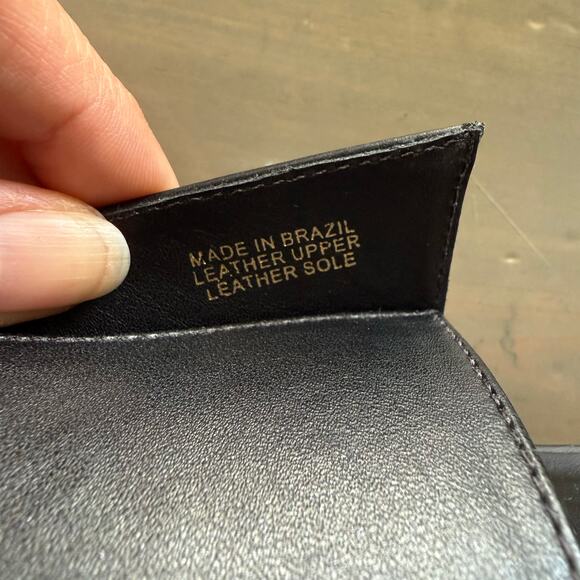 MADE IN BRAZIL
LEATHER UPPER
LEATHER SOLE